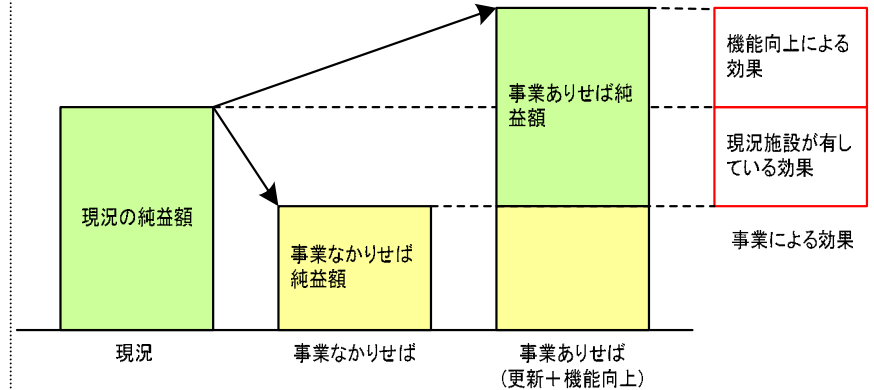 機能向上による
効果
事業ありせば純
益額
現況施設が有し
ている効果
現況の純益額
事業なかりせば
純益額
事業による効果
現況
事業なかりせば
事業ありせば
(更新＋機能向上)